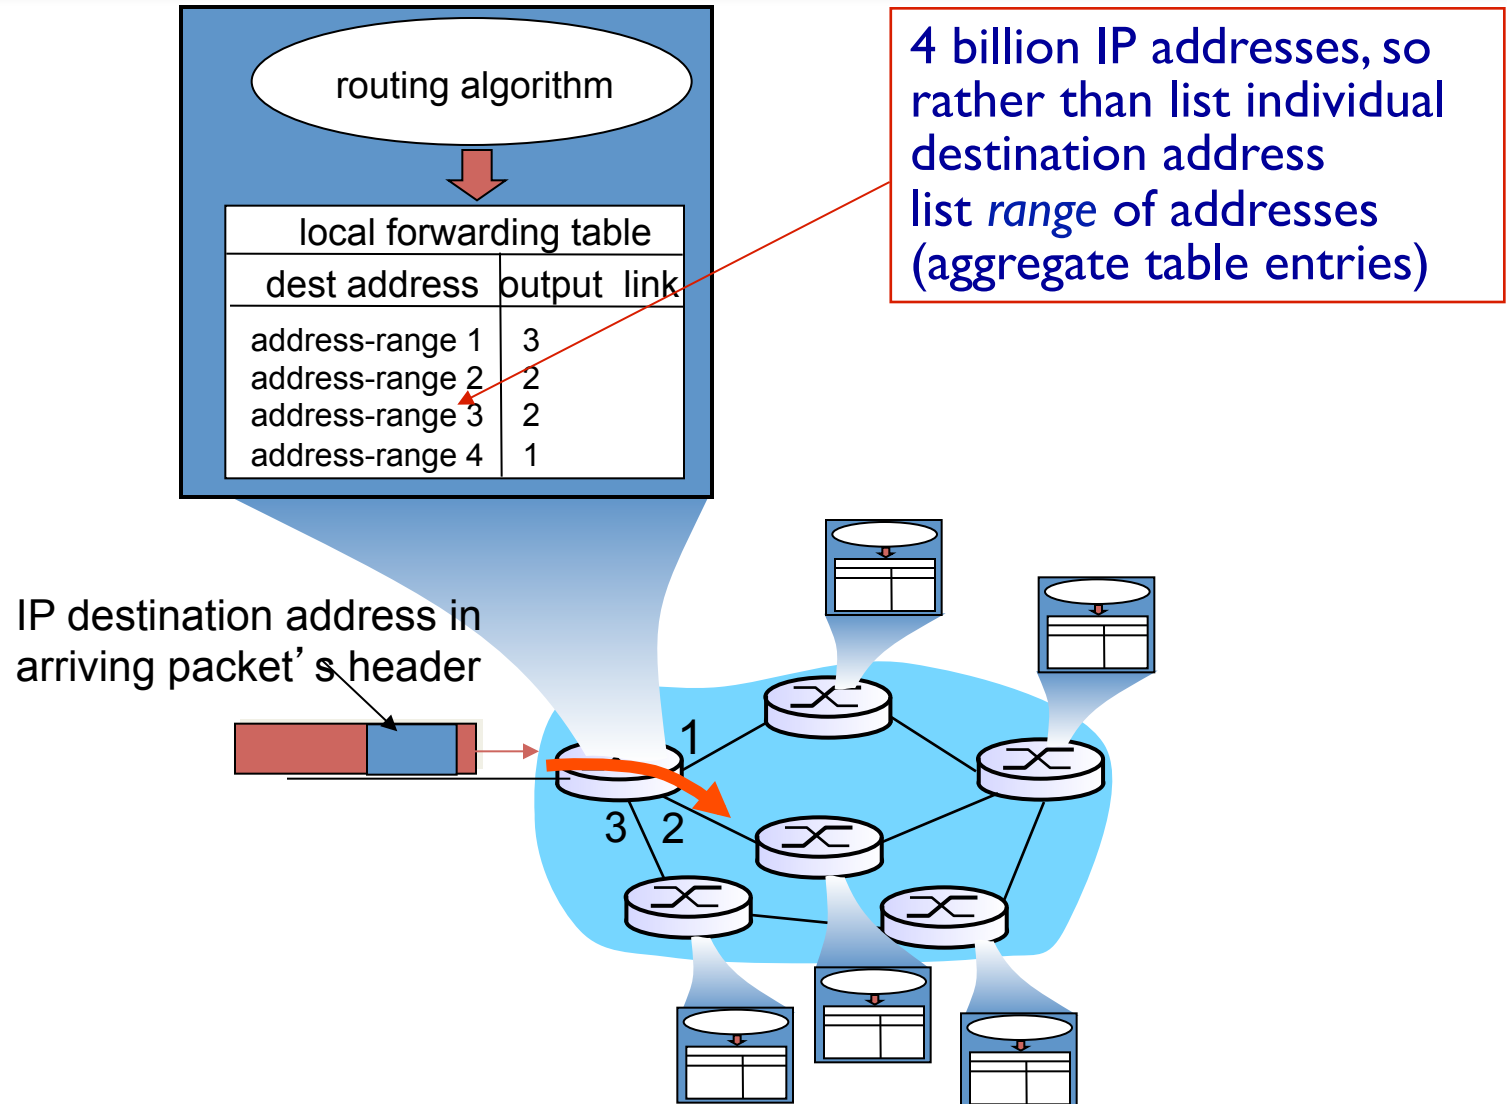 routing algorithm
local forwarding table
dest address output link
address-range 1 3
address-range 2 2
address-range 3 2
address-range 4 1
4 billion IP addresses, so
rather than list individual
destination address
list range of addresses
(aggregate table entries)
IP destination address in
arriving packet’s header
1
3 2